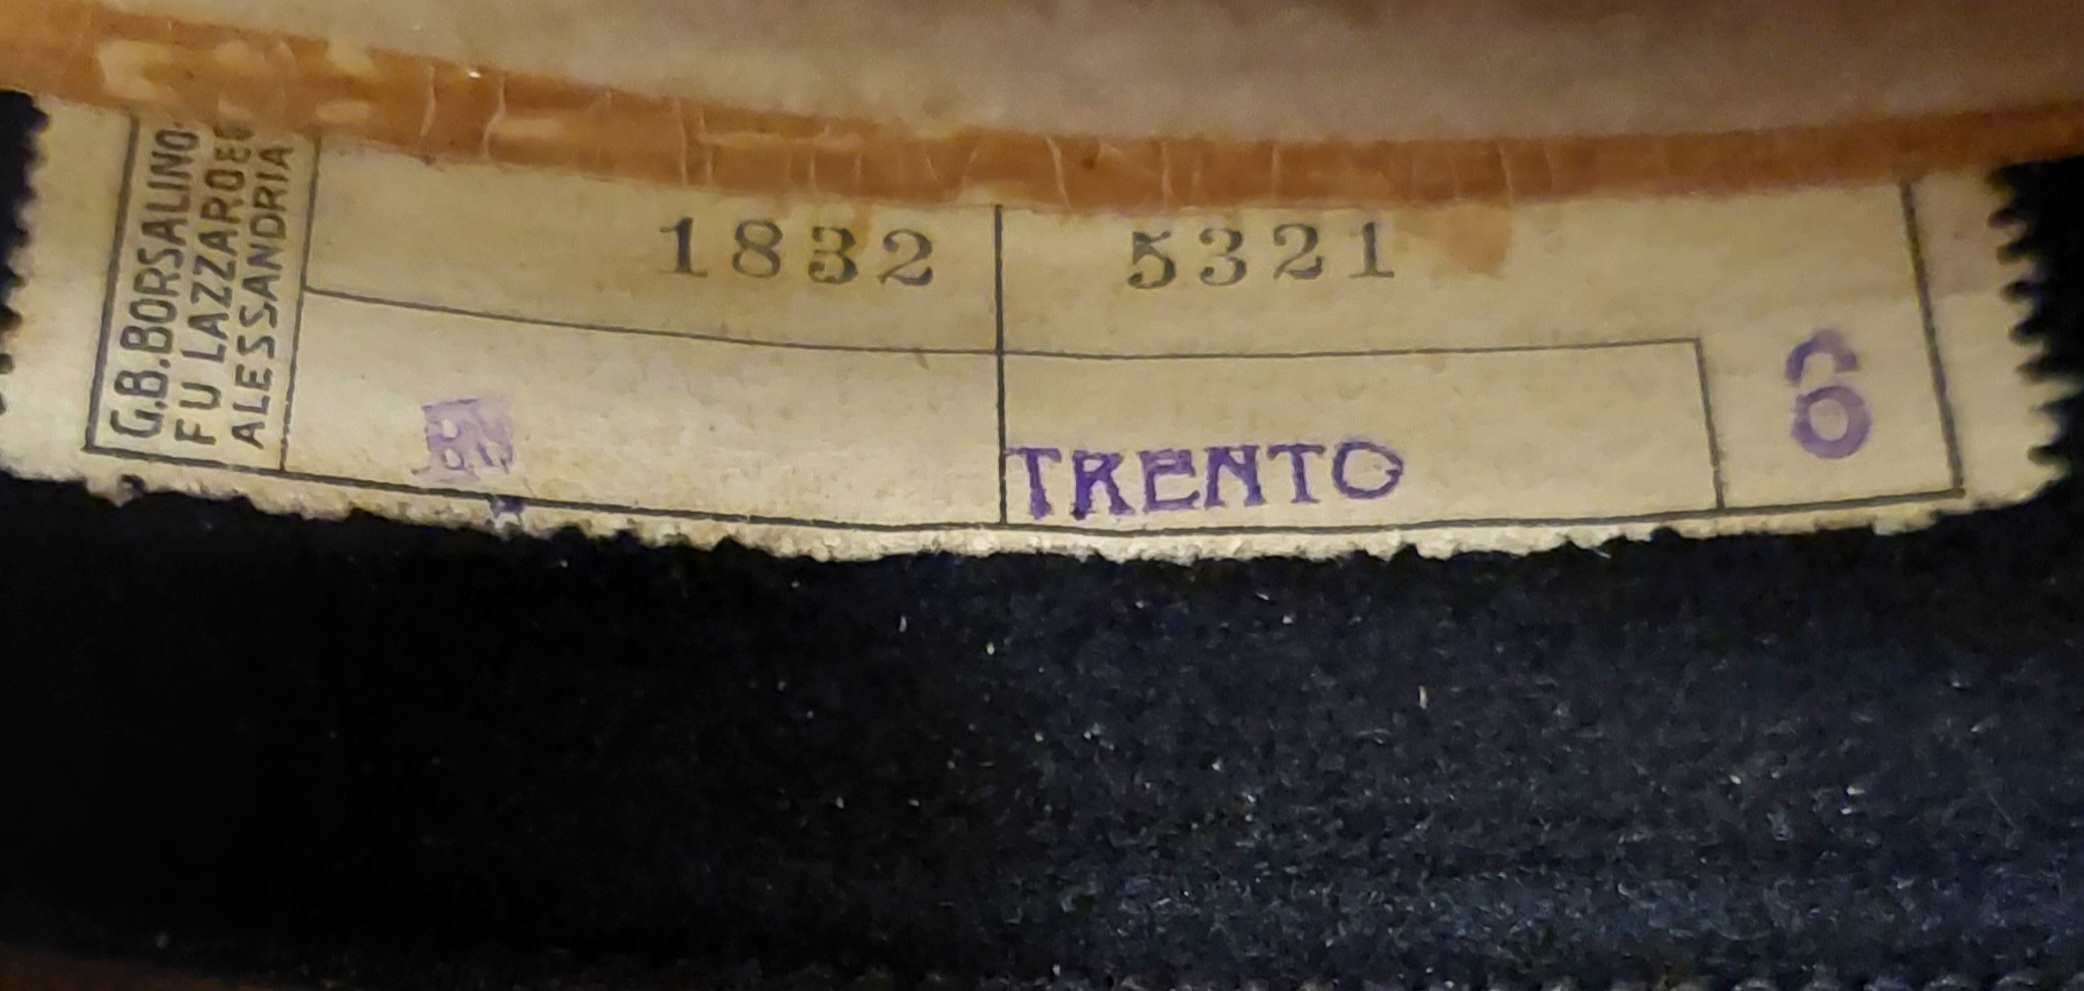 G.B.BORSALINO
FU LAZZARO E
ALESSANDRIA
1832
5321
TRENTO
6